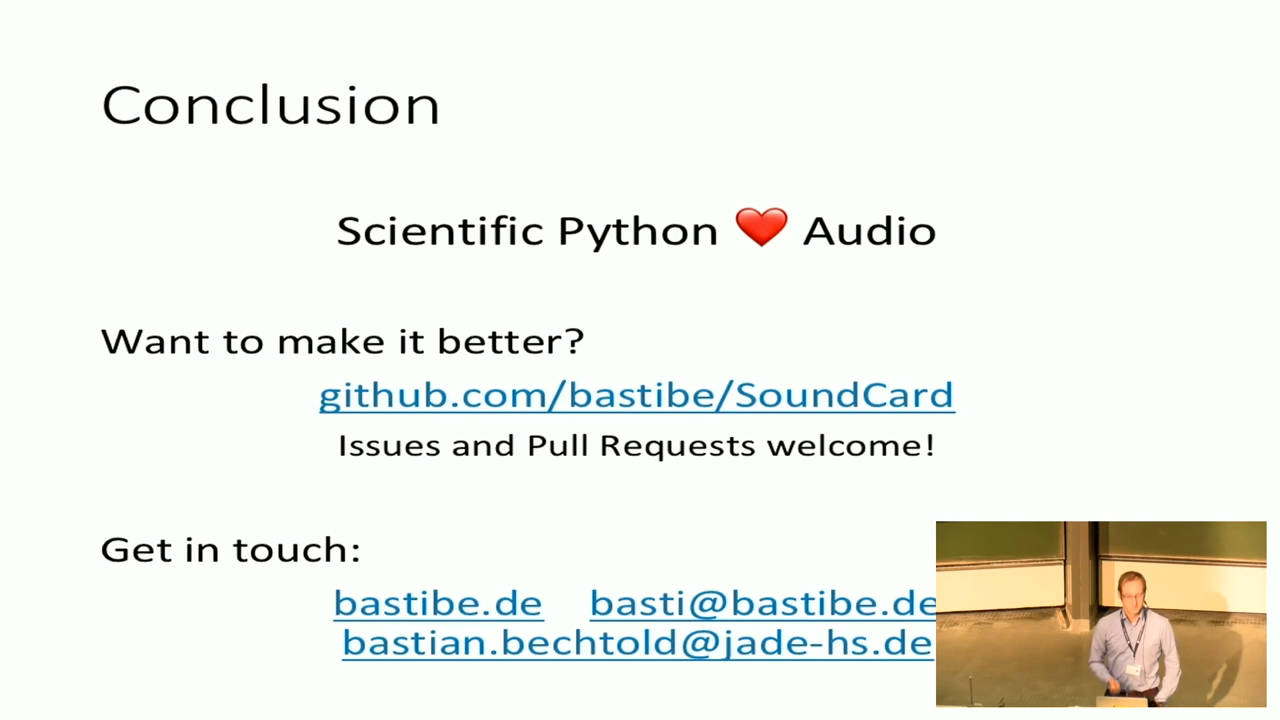 Conclusion
Scientific Python ❤ Audio
Want to make it better?
github.com/bastibe/SoundCard
Issues and Pull Requests welcome!
Get in touch:
bastibe.de basti@bastibe.de
bastian.bechtold@jade-hs.de